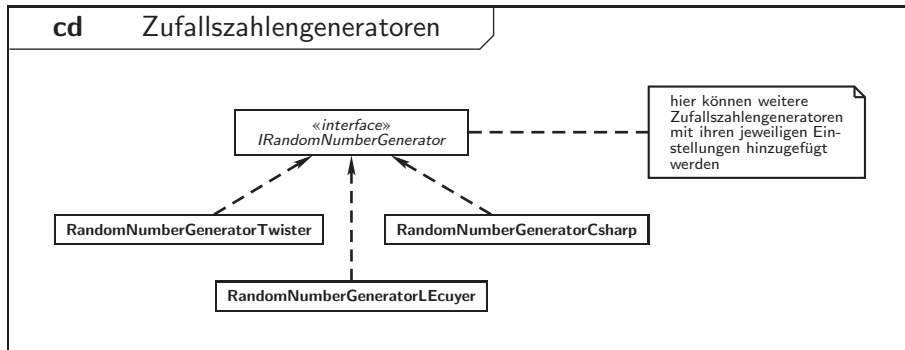 cd Zufallszahlengeneratoren
«interface»
IRandomNumberGenerator
hier können weitere
Zufallszahlengeneratoren
mit ihren jeweiligen Ein-
stellungen hinzugefügt
werden
RandomNumberGeneratorTwister
RandomNumberGeneratorCsharp
RandomNumberGeneratorLEcuyer